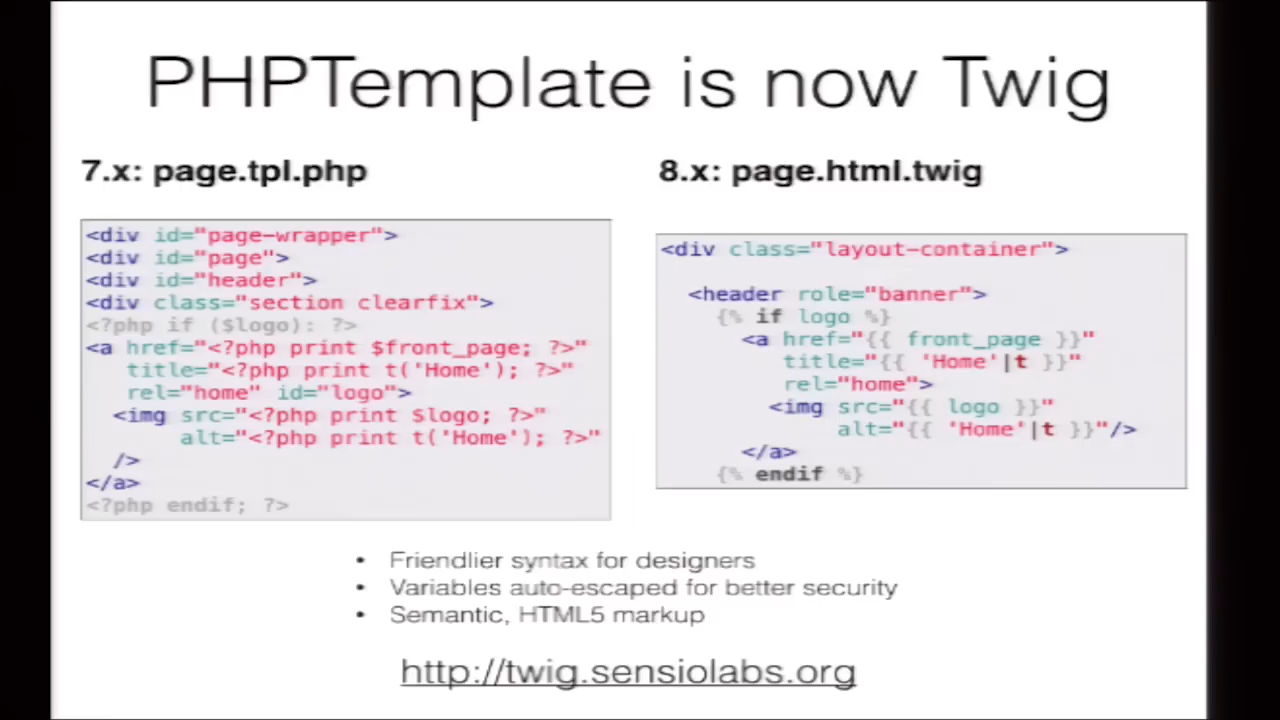 PHPTemplate is now Twig
7.x: page.tpl.php
<div id="page-wrapper">
<div id="page">
<div id="header">
<div class="section clearfix">
<?php if ($logo): ?>
<a href="<?php print $front_page; ?>"
title="<?php print t('Home'); ?>"
rel="home" id="logo">
<img src="<?php print $logo; ?>"
alt="<?php print t('Home'); ?>"
/>
</a>
<?php endif; ?>
8.x: page.html.twig
<div class="layout-container">
<header role="banner">
{% if logo %}
<a href="{{ front_page }}"
title="{{ 'Home'|t }}"
rel="home">
<img src="{{ logo }}"
alt="{{ 'Home'|t }}"/>
</a>
{% endif %}
• Friendlier syntax for designers
• Variables auto-escaped for better security
• Semantic, HTML5 markup
http://twig.sensiolabs.org